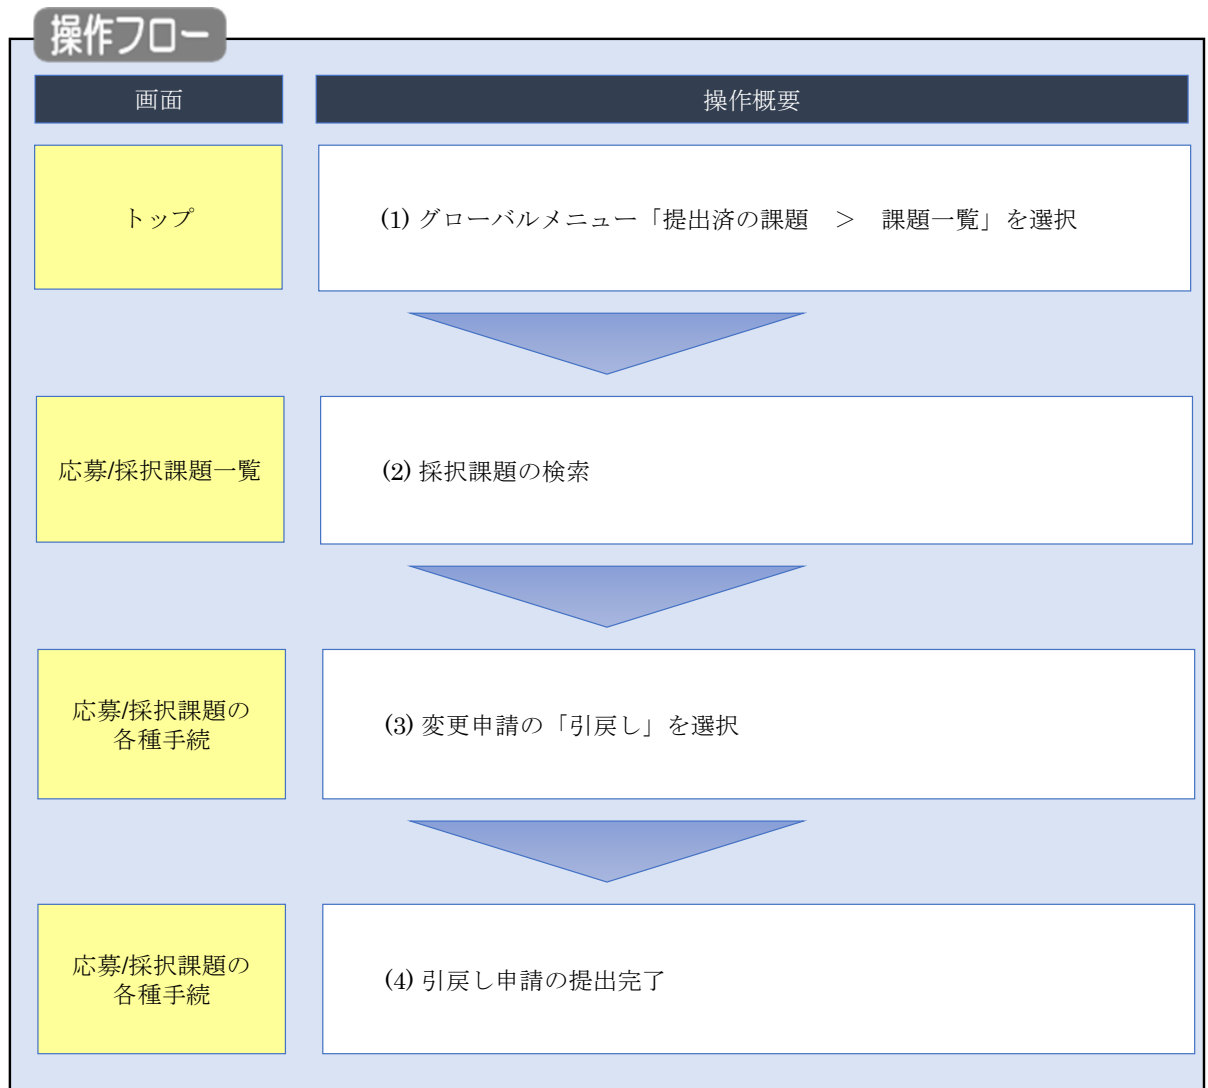 操作フロー
画面
操作概要
トップ
(1) グローバルメニュー「提出済の課題　＞　課題一覧」を選択
応募/採択課題一覧
(2) 採択課題の検索
応募/採択課題の
各種手続
(3) 変更申請の「引戻し」を選択
応募/採択課題の
各種手続
(4) 引戻し申請の提出完了